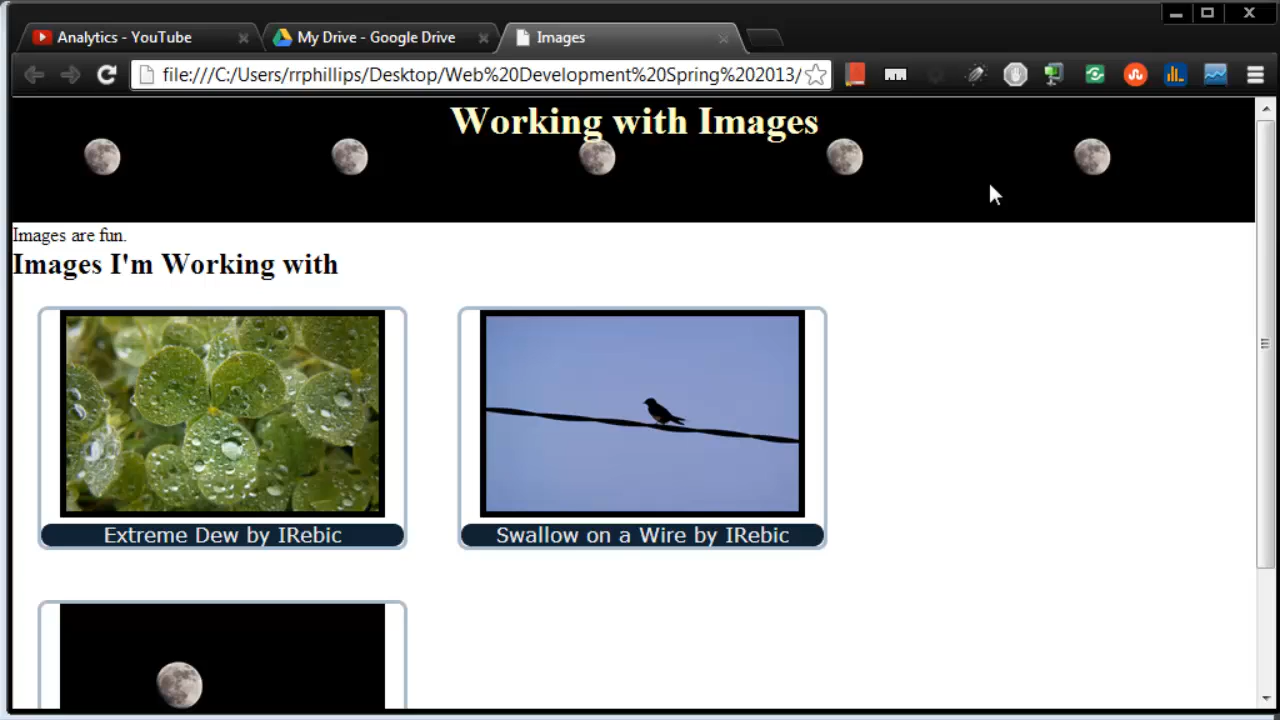 Analytics - YouTube
My Drive - Google Drive
Images
file:///C:/Users/rrphillips/Desktop/Web%20Development%20Spring%202013/
Working with Images
Images are fun.
Images I'm Working with
Extreme Dew by IRebic
Swallow on a Wire by IRebic